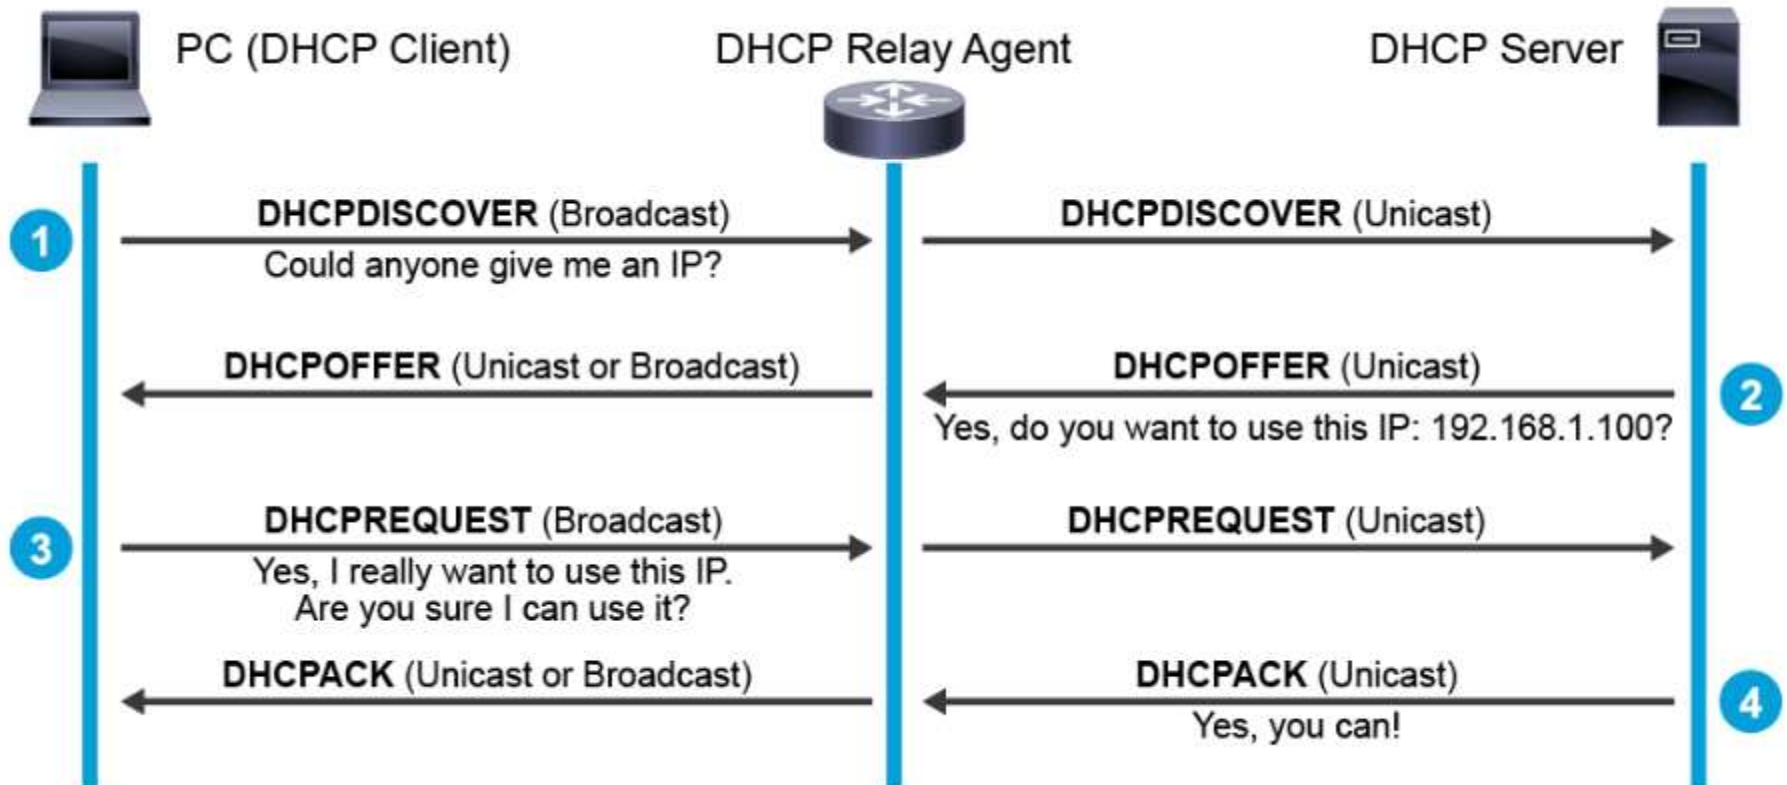 PC (DHCP Client)
DHCP Relay Agent
DHCP Server
1
DHCPDISCOVER (Broadcast)
Could anyone give me an IP?
DHCPDISCOVER (Unicast)
DHCPOFFER (Unicast or Broadcast)
DHCPOFFER (Unicast)
Yes, do you want to use this IP: 192.168.1.100?
2
3
DHCPREQUEST (Broadcast)
Yes, I really want to use this IP.
Are you sure I can use it?
DHCPREQUEST (Unicast)
DHCPACK (Unicast or Broadcast)
DHCPACK (Unicast)
Yes, you can!
4